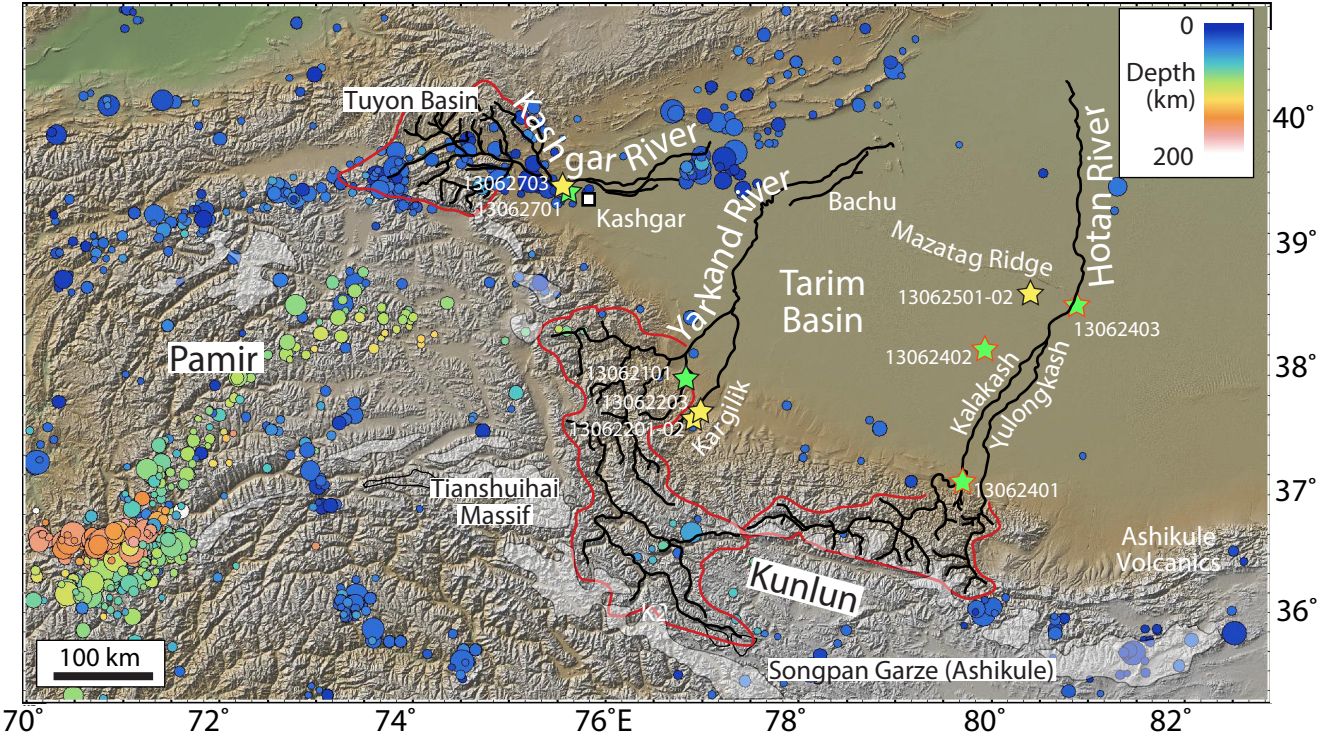 0
Depth
(km)
200
Tuyon Basin
Kashgar River
40˚
Hotan River
13062703
13062701
Kashgar
Yarkand River
Bachu
Mazatag Ridge
39˚
Tarim
Basin
13062501-02
13062403
Pamir
13062402
38˚
13062101
13062203
13062201-02
Kargilik
Kalakash
Yulongkash
Tianshuihai
Massif
13062401
37˚
Ashikule
Volcanics
Kunlun
K2
36˚
100 km
Songpan Garze (Ashikule)
70˚
72˚
74˚
76˚E
78˚
80˚
82˚